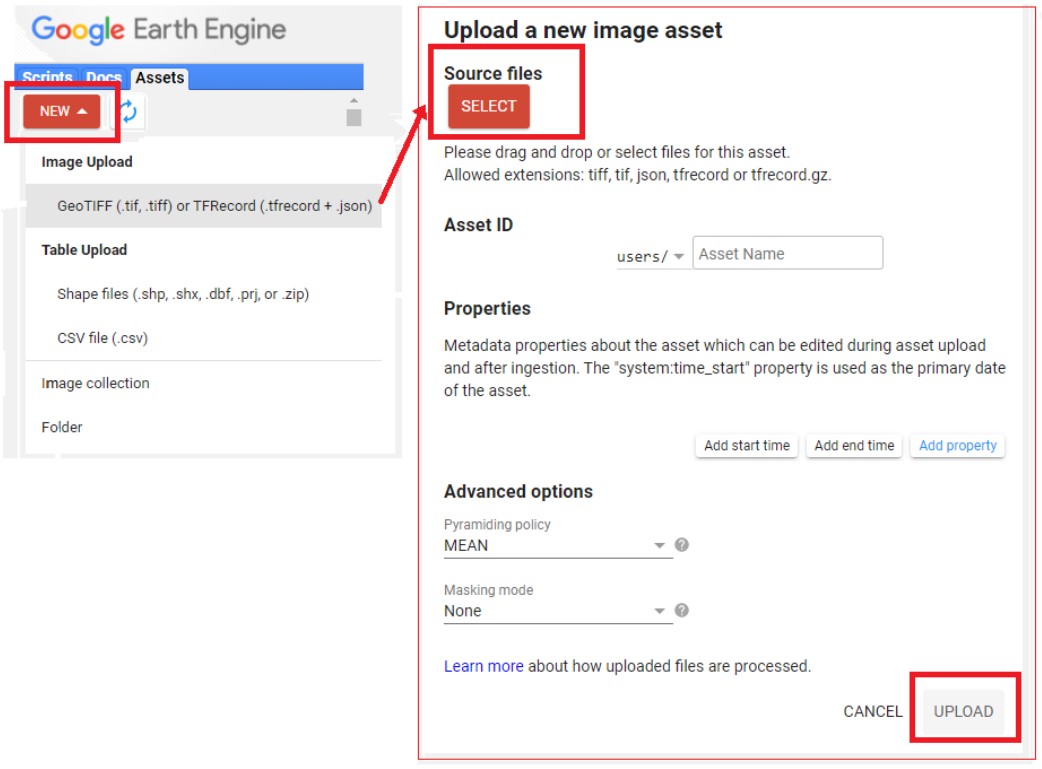 Google Earth Engine
Scripts Docs Assets
NEW
Image Upload
GeoTIFF (.tif, .tiff) or TFRecord (.tfrecord + .json)
Table Upload
Shape files (.shp, .shx, .dbf, .prj, or .zip)
CSV file (.csv)
Image collection
Folder
Upload a new image asset
Source files
SELECT
Please drag and drop or select files for this asset.
Allowed extensions: tiff, tif, json, tfrecord or tfrecord.gz.
Asset ID
users/ Asset Name
Properties
Metadata properties about the asset which can be edited during asset upload
and after ingestion. The "system:time_start" property is used as the primary date
of the asset.
Add start time Add end time Add property
Advanced options
Pyramiding policy
MEAN
?
Masking mode
None
?
Learn more about how uploaded files are processed.
CANCEL UPLOAD